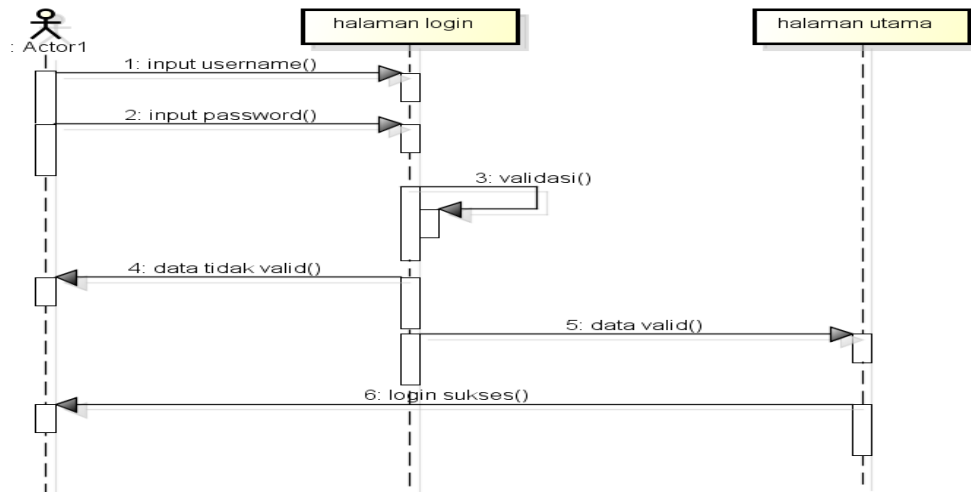 halaman login
halaman utama
: Actor1
1: input username()
2: input password()
3: validasi()
4: data tidak valid()
5: data valid()
6: login sukses()